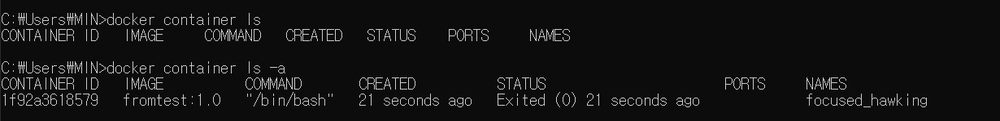 C:₩Users₩MIN>docker container ls
CONTAINER ID IMAGE COMMAND CREATED STATUS PORTS NAMES
C:₩Users₩MIN>docker container ls -a
CONTAINER ID IMAGE COMMAND CREATED STATUS PORTS NAMES
1f92a3618579 fromtest:1.0 "/bin/bash" 21 seconds ago Exited (0) 21 seconds ago focused_hawking